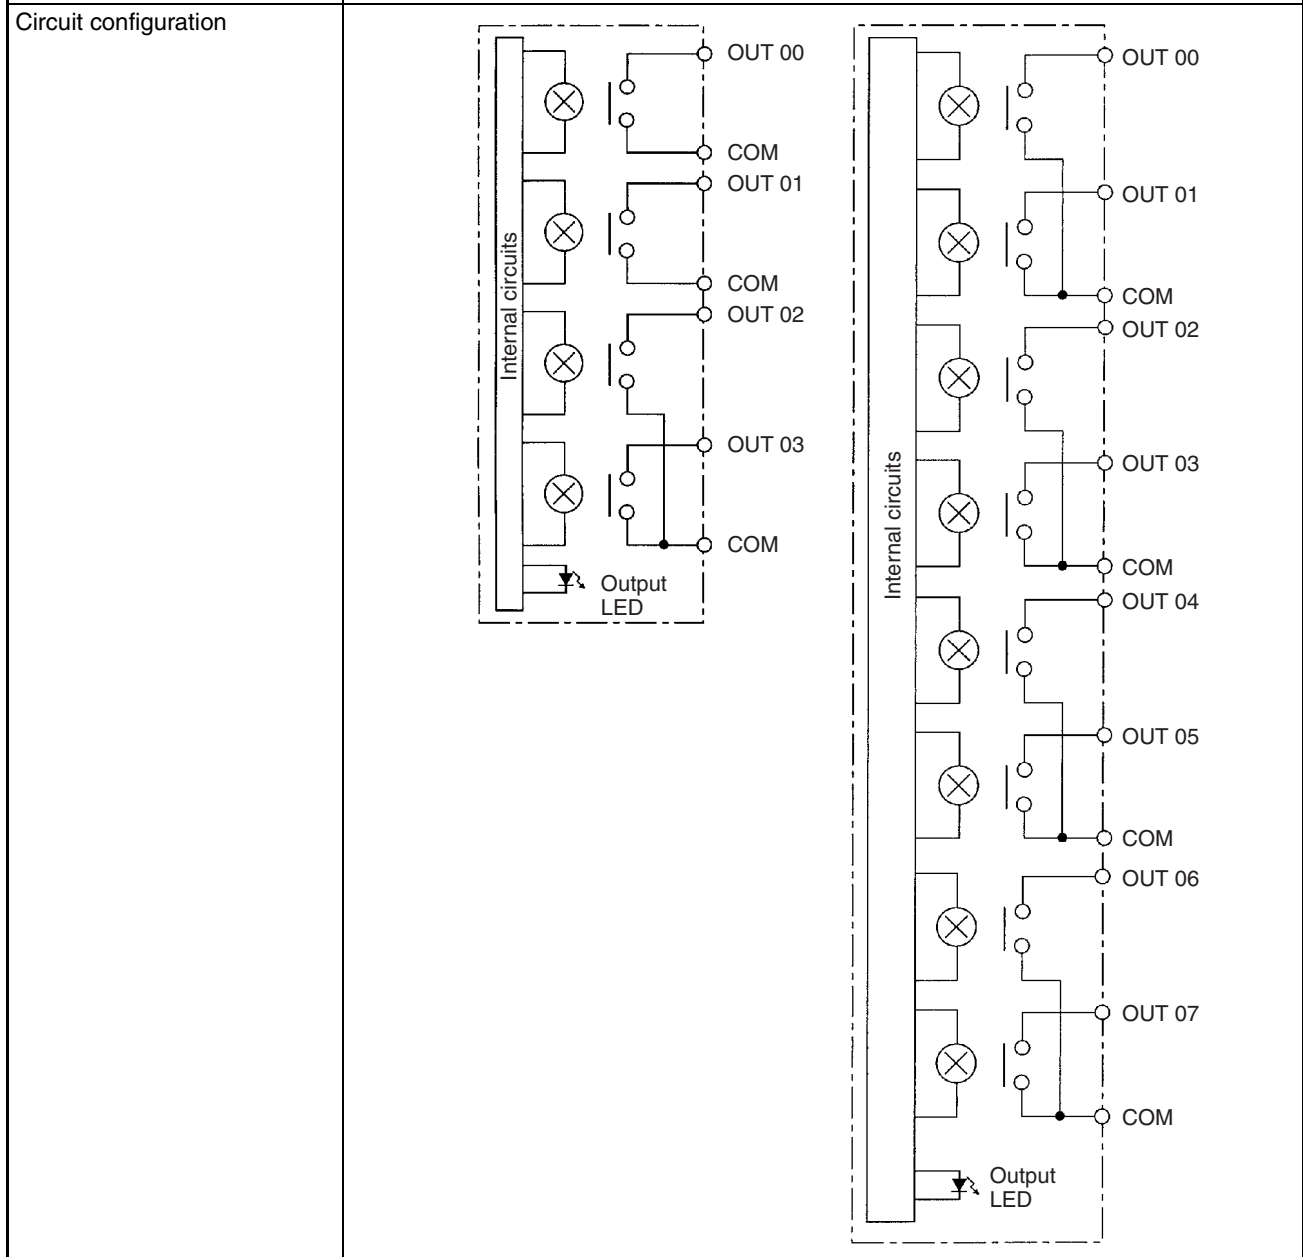 Circuit configuration
Internal circuits
OUT 00
COM
OUT 01
COM
OUT 02
OUT 03
COM
Output
LED
Internal circuits
OUT 00
OUT 01
COM
OUT 02
OUT 03
COM
OUT 04
OUT 05
COM
OUT 06
OUT 07
COM
Output
LED